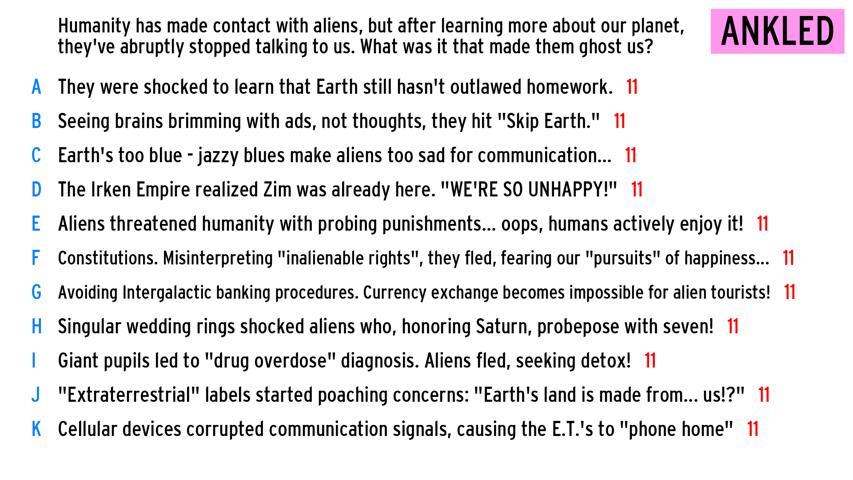 Humanity has made contact with aliens, but after learning more about our planet,
they've abruptly stopped talking to us. What was it that made them ghost us?
ANKLED
A They were shocked to learn that Earth still hasn't outlawed homework. 11
B Seeing brains brimming with ads, not thoughts, they hit "Skip Earth." 11
C Earth's too blue - jazzy blues make aliens too sad for communication... 11
D The Irken Empire realized Zim was already here. "WE'RE SO UNHAPPY!" 11
E Aliens threatened humanity with probing punishments... oops, humans actively enjoy it! 11
F Constitutions. Misinterpreting "inalienable rights", they fled, fearing our "pursuits" of happiness... 11
G Avoiding Intergalactic banking procedures. Currency exchange becomes impossible for alien tourists! 11
H Singular wedding rings shocked aliens who, honoring Saturn, probepose with seven! 11
I Giant pupils led to "drug overdose" diagnosis. Aliens fled, seeking detox! 11
J "Extraterrestrial" labels started poaching concerns: "Earth's land is made from... us!?" 11
K Cellular devices corrupted communication signals, causing the E.T.'s to "phone home" 11